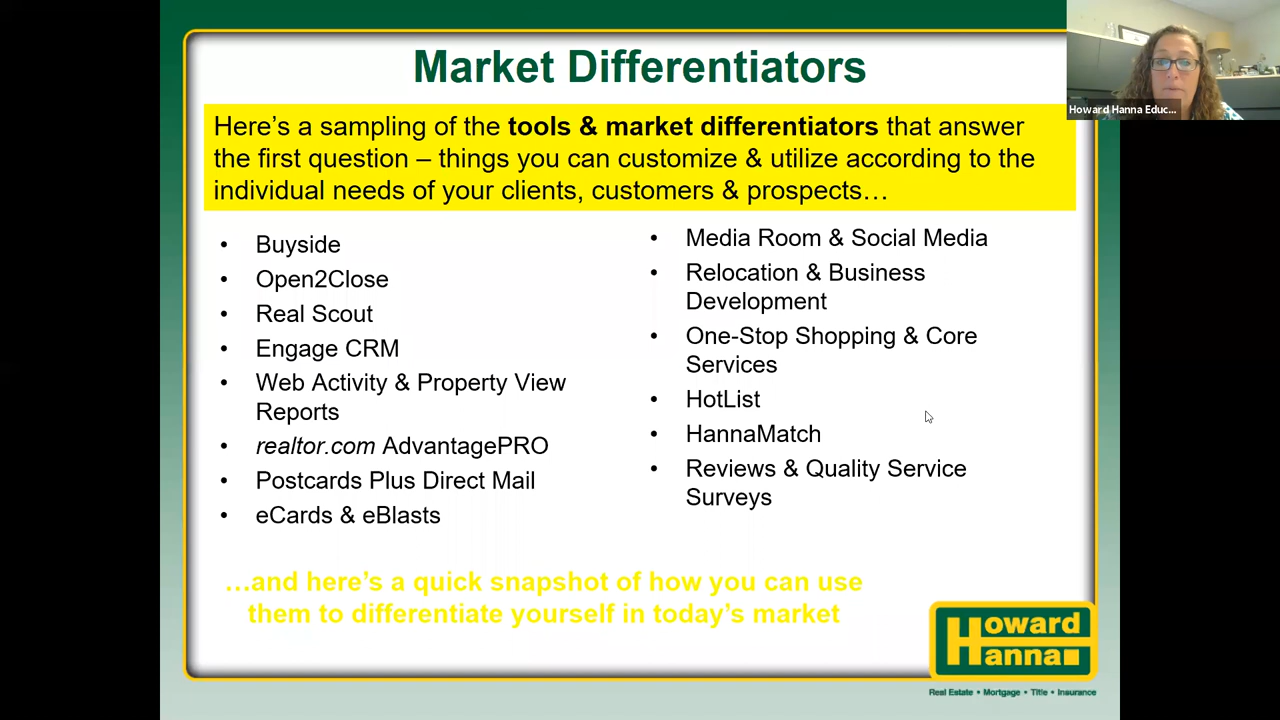 Market Differentiators
Here's a sampling of the tools & market differentiators that answer
the first question – things you can customize & utilize according to the
individual needs of your clients, customers & prospects…
• Buyside
• Open2Close
• Real Scout
• Engage CRM
• Web Activity & Property View
Reports
• realtor.com AdvantagePRO
• Postcards Plus Direct Mail
• eCards & eBlasts
• Media Room & Social Media
• Relocation & Business
Development
• One-Stop Shopping & Core
Services
• HotList
• HannaMatch
• Reviews & Quality Service
Surveys
…and here's a quick snapshot of how you can use
them to differentiate yourself in today's market
Howard
Hanna
Real Estate • Mortgage • Title • Insurance
Howard Hanna Educ...